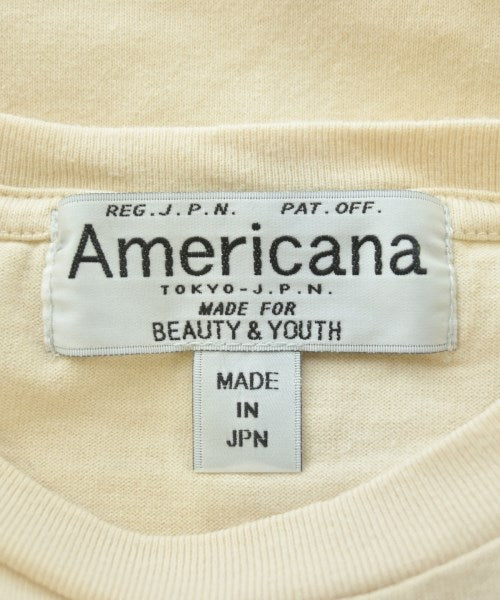 REG.J.P.N. PAT.OFF.
Americana
TOKYO-J.P.N.
MADE FOR
BEAUTY & YOUTH
MADE
IN
JPN